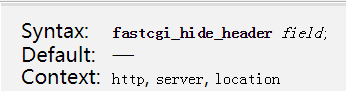 Syntax: fastcgi_hide_header field;
Default: —
Context: http, server, location